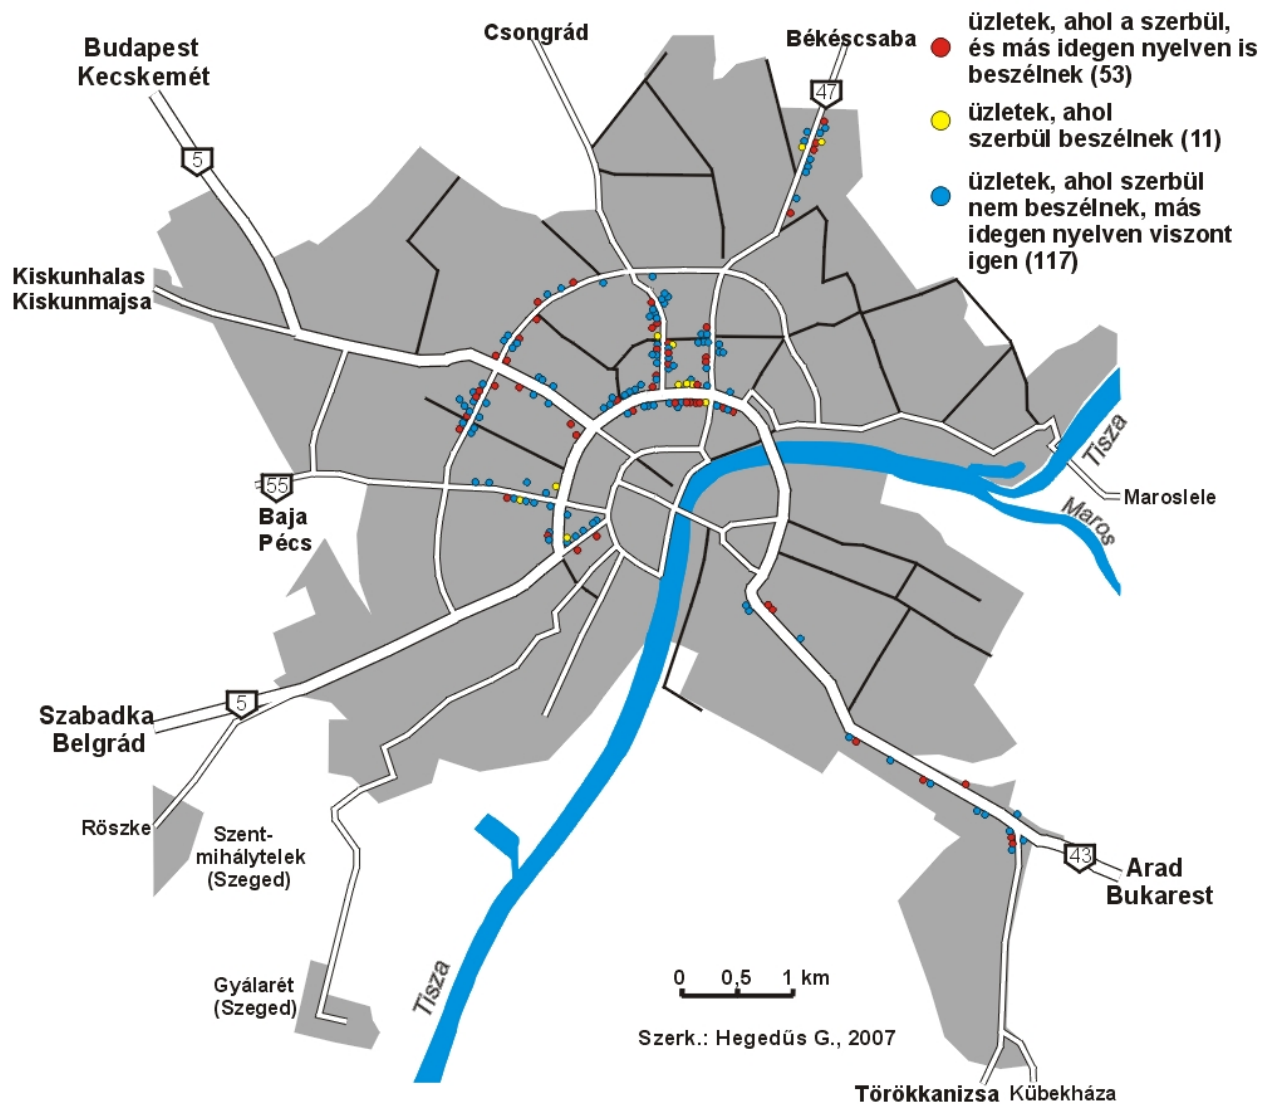 Csongrád
Békéscsaba
47
Budapest
Kecskemét
5
üzletek, ahol a szerbül,
és más idegen nyelven is
beszélnek (53)
üzletek, ahol
szerbül beszélnek (11)
üzletek, ahol szerbül
nem beszélnek, más
idegen nyelven viszont
igen (117)
Kiskunhalas
Kiskunmajsa
55
Baja
Pécs
Tisza
Maroslele
Maros
5
Szabadka
Belgrád
Röszke
Szent-
mihálytelek
(Szeged)
43
Arad
Bukarest
Gyálarét
(Szeged)
Tisza
0 0,5 1 km
Szerk.: Hegedűs G., 2007
Törökkanizsa
Kübekháza